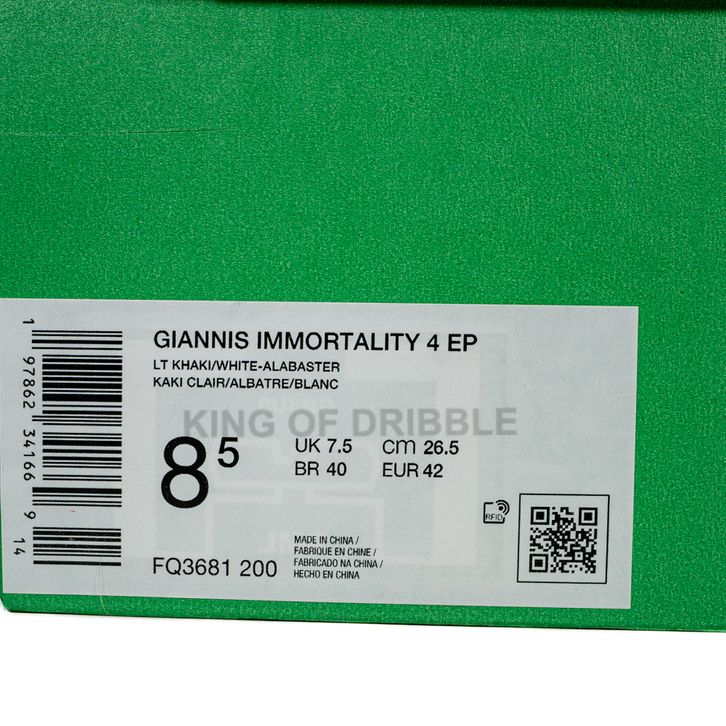 GIANNIS IMMORTALITY 4 EP
LT KHAKI/WHITE-ALABASTER
KAKI CLAIR/ALBATRE/BLANC
KING OF DRIBBLE
8 5
UK 7.5 cm 26.5
BR 40 EUR 42
RFID
MADE IN CHINA /
FABRIQUE EN CHINE /
FABRICADO NA CHINA /
HECHO EN CHINA
FQ3681 200
1 97862 34166 9 14